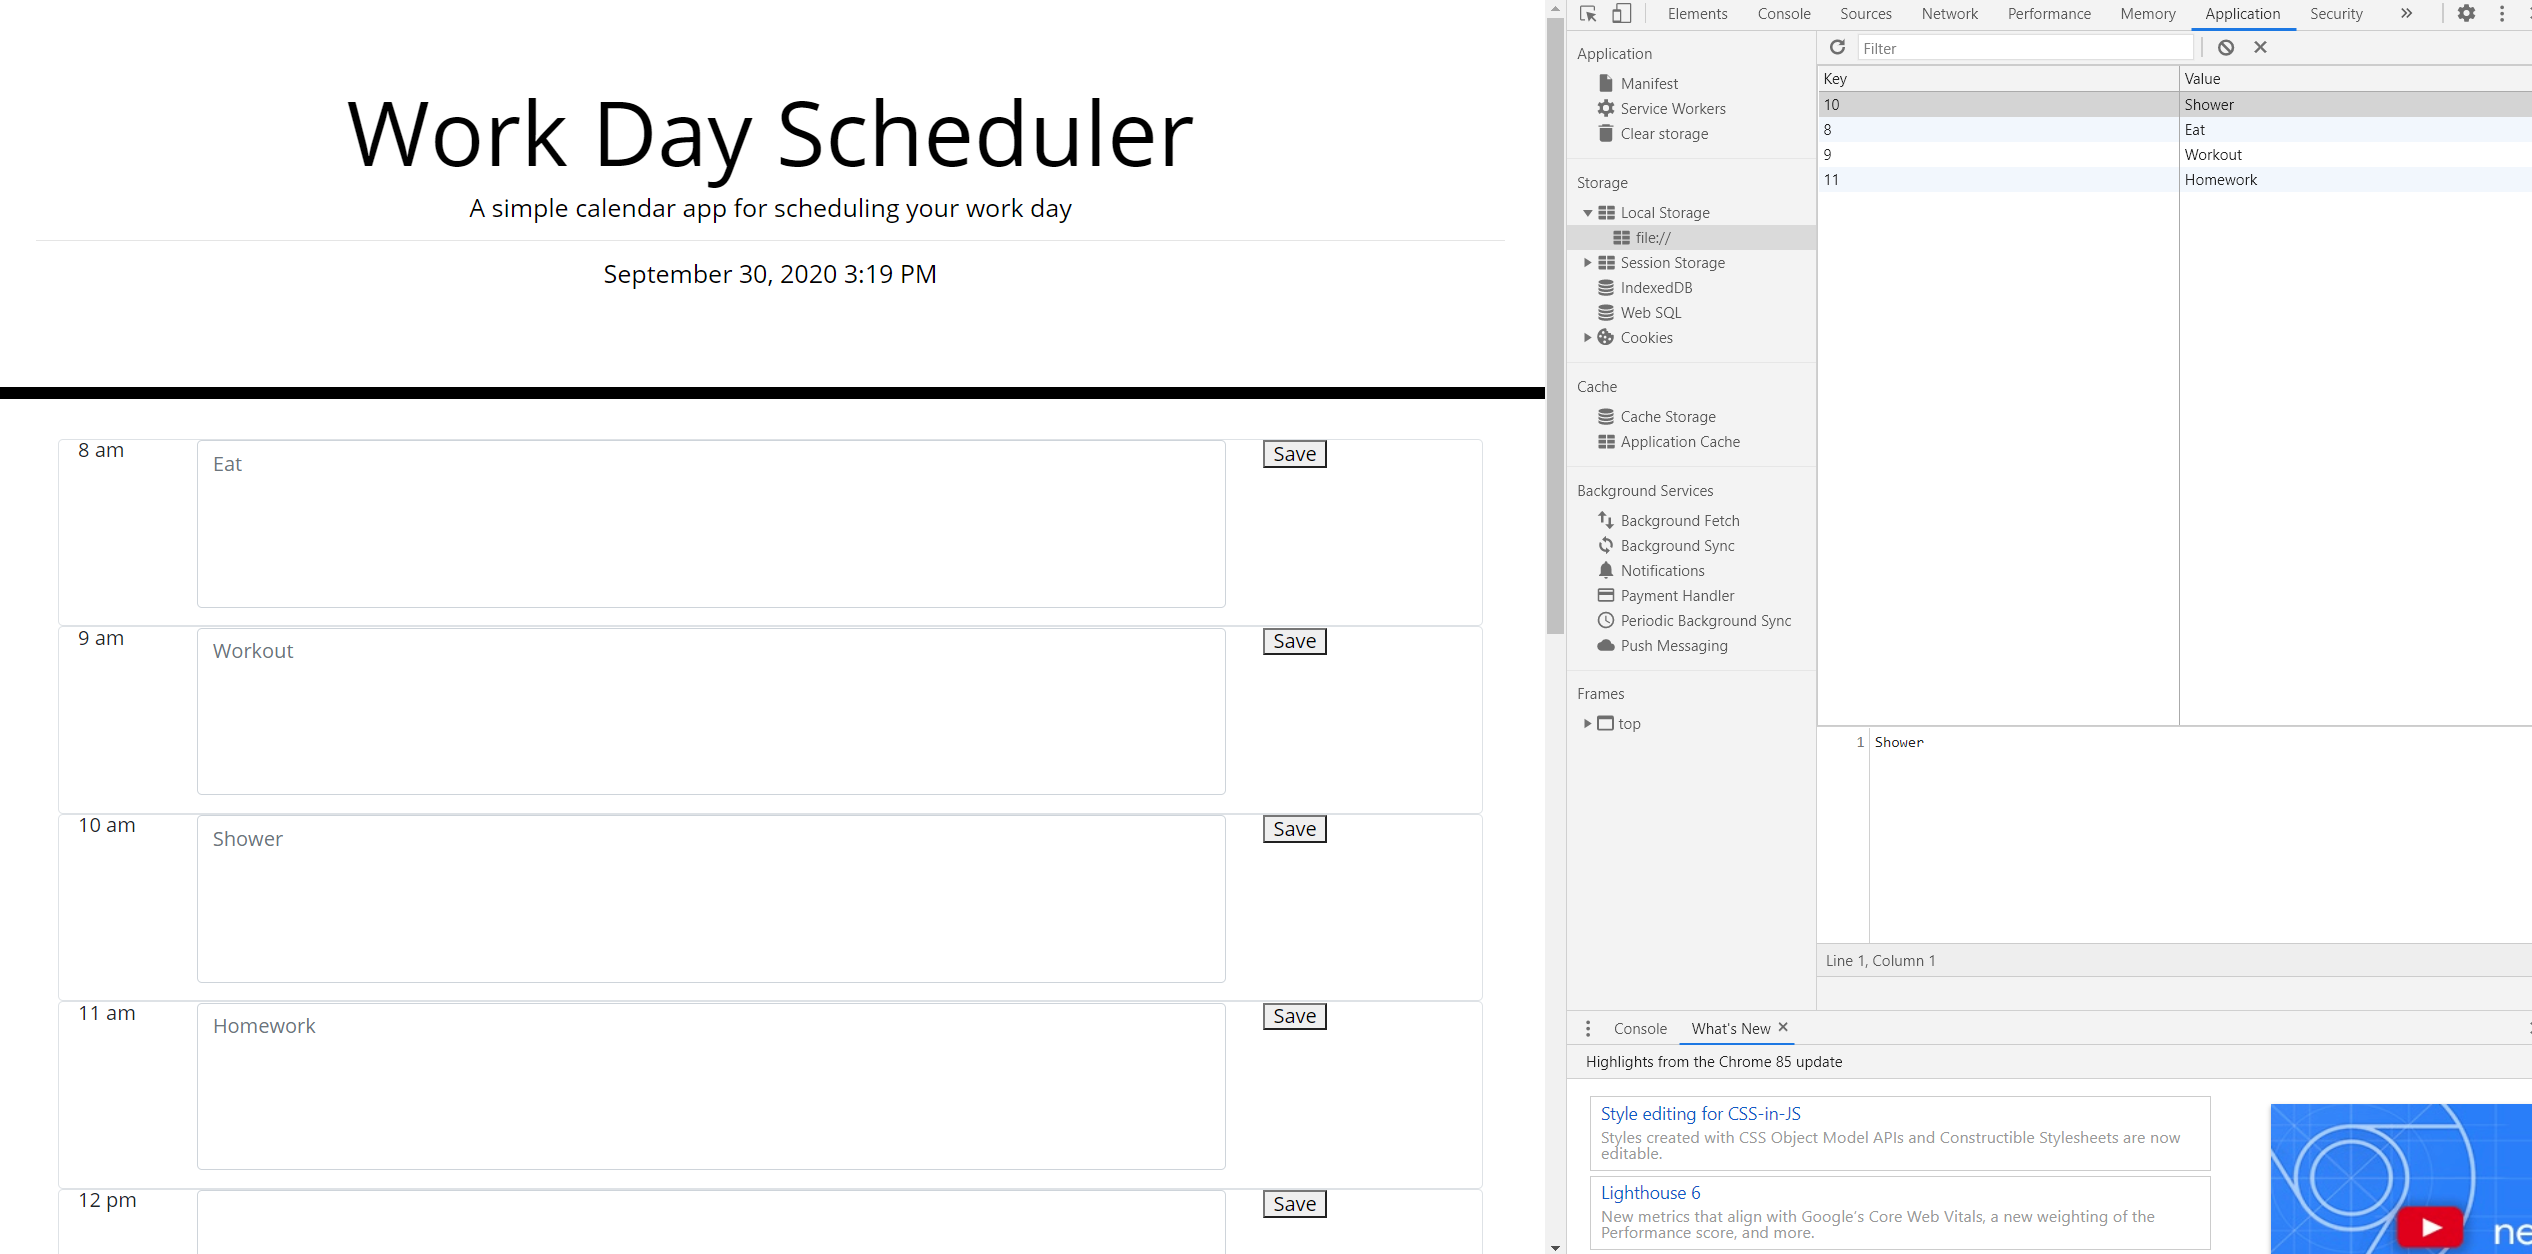 Work Day Scheduler
A simple calendar app for scheduling your work day
September 30, 2020 3:19 PM
8 am
Eat
Save
9 am
Workout
Save
10 am
Shower
Save
11 am
Homework
Save
12 pm
Save
Elements Console Sources Network Performance Memory Application Security
Application
Manifest
Service Workers
Clear storage
Storage
Local Storage
file://
Session Storage
IndexedDB
Web SQL
Cookies
Cache
Cache Storage
Application Cache
Background Services
Background Fetch
Background Sync
Notifications
Payment Handler
Periodic Background Sync
Push Messaging
Frames
top
Filter
Key Value
10 Shower
8 Eat
9 Workout
11 Homework
1 Shower
Line 1, Column 1
Console What's New
Highlights from the Chrome 85 update
Style editing for CSS-in-JS
Styles created with CSS Object Model APIs and Constructible Stylesheets are now
editable.
Lighthouse 6
New metrics that align with Google's Core Web Vitals, a new weighting of the
Performance score, and more.